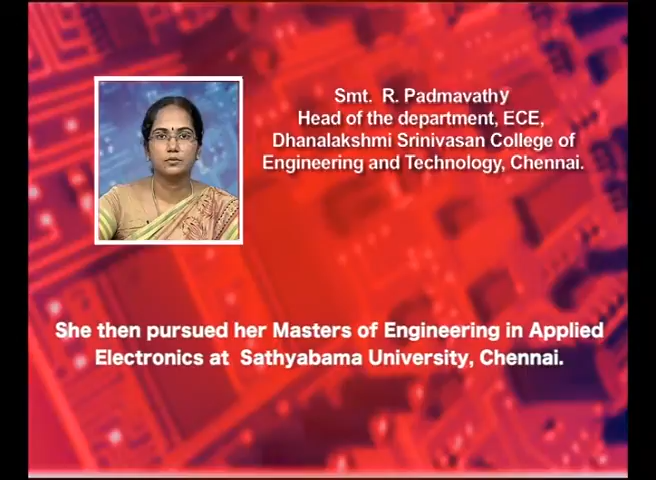 Smt. R. Padmavathy
Head of the department, ECE,
Dhanalakshmi Srinivasan College of
Engineering and Technology, Chennai.
She then pursued her Masters of Engineering in Applied
Electronics at Sathyabama University, Chennai.